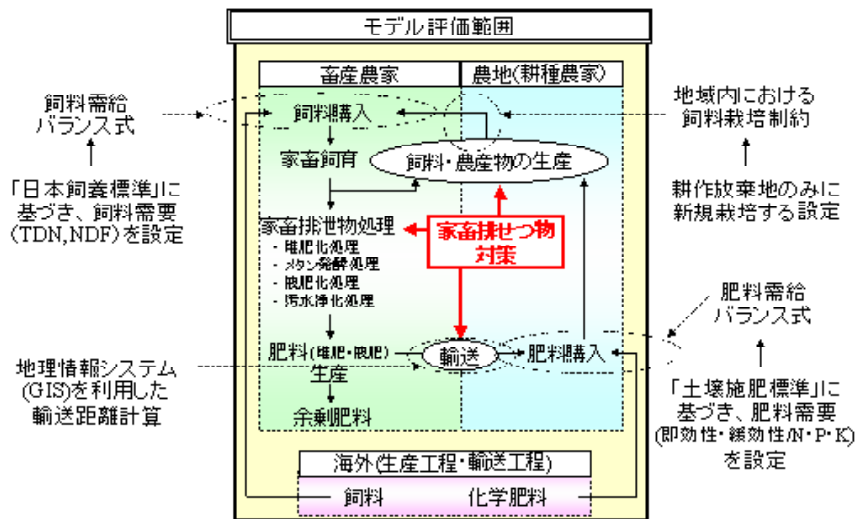 モデル評価範囲
畜産農家
農地(耕種農家)
飼料需給
バランス式
「日本飼養標準」に
基づき、飼料需要
(TDN,NDF)を設定
地理情報システム
(GIS)を利用した
輸送距離計算
飼料購入
家畜飼育
家畜排泄物処理
・堆肥化処理
・メタン発酵処理
・液肥化処理
・汚水浄化処理
肥料(堆肥・液肥)
生産
余剰肥料
飼料・農産物の生産
家畜排せつ物
対策
輸送
肥料購入
地域内における
飼料栽培制約
耕作放棄地のみに
新規栽培する設定
肥料需給
バランス式
「土壌施肥標準」に
基づき、肥料需要
(即効性・緩効性/N・P・K)
を設定
海外(生産工程・輸送工程)
飼料
化学肥料